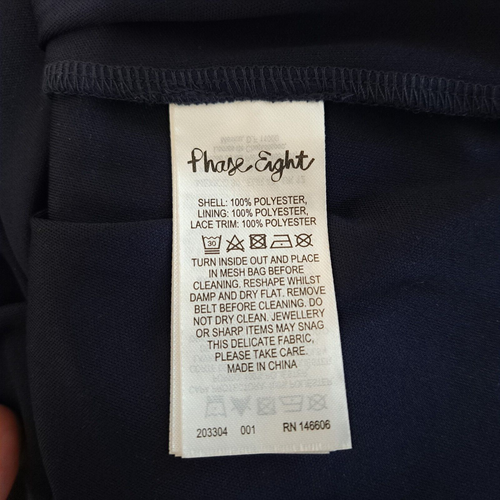 Phase Eight
SHELL: 100% POLYESTER,
LINING: 100% POLYESTER,
LACE TRIM: 100% POLYESTER
30
TURN INSIDE OUT AND PLACE
IN MESH BAG BEFORE
CLEANING. RESHAPE WHILST
DAMP AND DRY FLAT. REMOVE
BELT BEFORE CLEANING. DO
NOT DRY CLEAN. JEWELLERY
OR SHARP ITEMS MAY SNAG
THIS DELICATE FABRIC,
PLEASE TAKE CARE.
MADE IN CHINA
203304 001 RN 146606